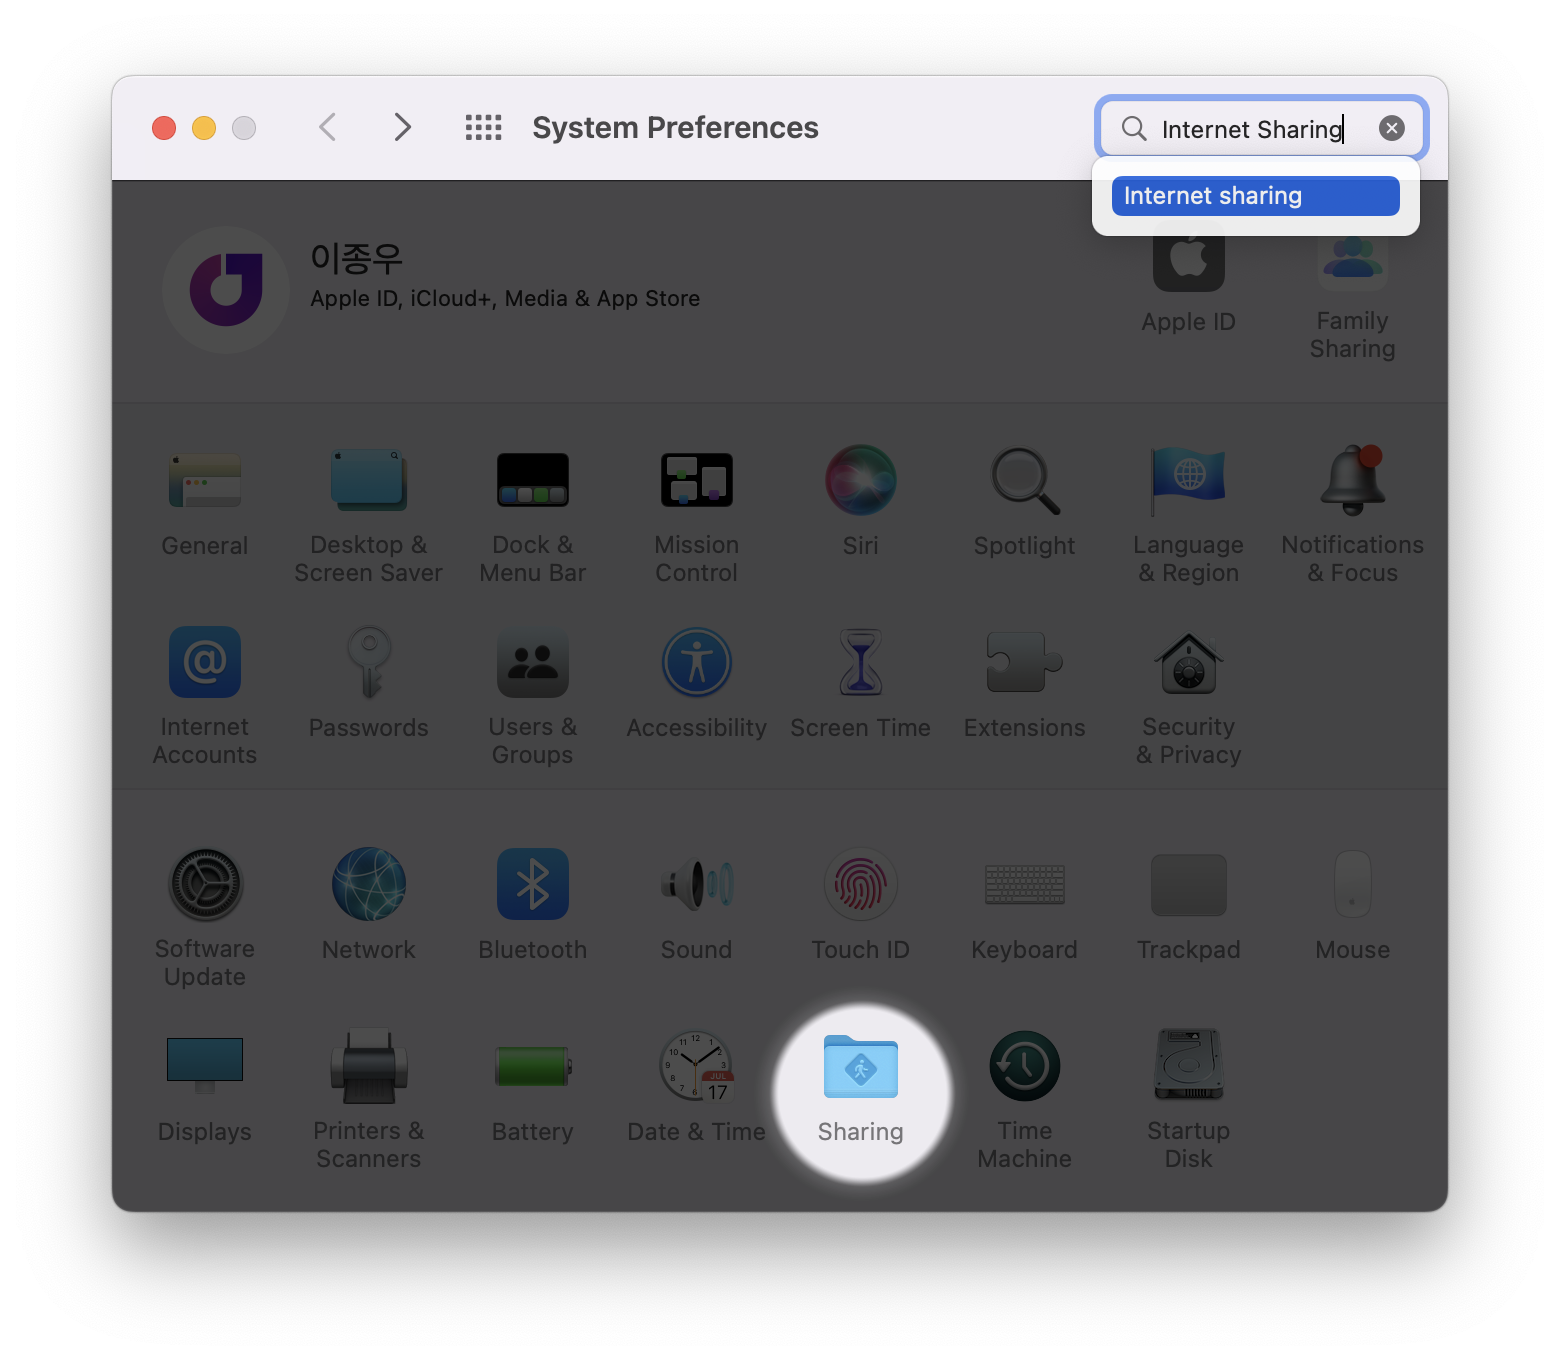 System Preferences
Internet Sharing
Internet sharing
이종우
Apple ID, iCloud+, Media & App Store
Apple ID
Family
Sharing
General
Desktop &
Screen Saver
Dock &
Menu Bar
Mission
Control
Siri
Spotlight
Language
& Region
Notifications
& Focus
Internet
Accounts
Passwords
Users &
Groups
Accessibility
Screen Time
Extensions
Security
& Privacy
Software
Update
Network
Bluetooth
Sound
Touch ID
Keyboard
Trackpad
Mouse
Displays
Printers &
Scanners
Battery
JUL
17
Date & Time
Sharing
Time
Machine
Startup
Disk